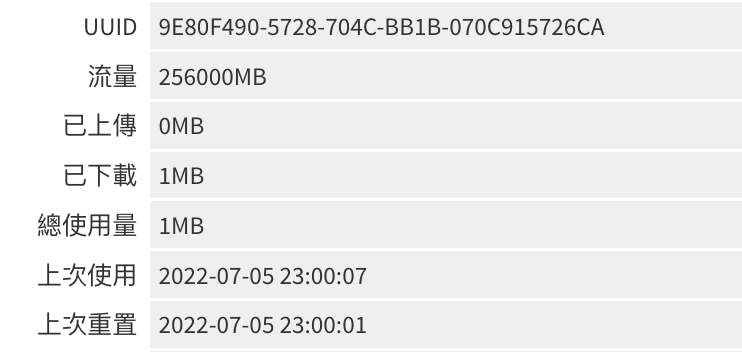 UUID 9E80F490-5728-704C-BB1B-070C915726CA
流量 256000MB
已上傳 0MB
已下載 1MB
總使用量 1MB
上次使用 2022-07-05 23:00:07
上次重置 2022-07-05 23:00:01